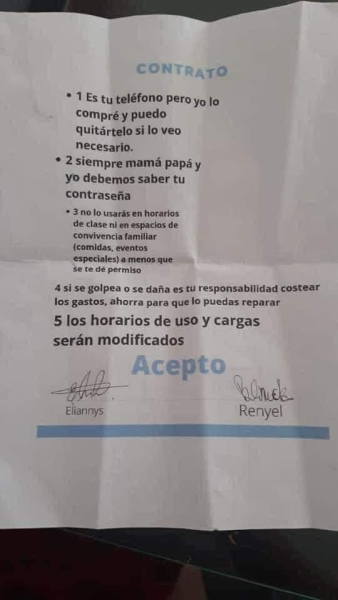 CONTRATO
• 1 Es tu teléfono pero yo lo
compré y puedo
quitártelo si lo veo
necesario.
• 2 siempre mamá papá y
yo debemos saber tu
contraseña
• 3 no lo usarás en horarios
de clase ni en espacios de
convivencia familiar
(comidas, eventos
especiales) a menos que
se te dé permiso
4 si se golpea o se daña es tu responsabilidad costear
los gastos, ahorra para que lo puedas reparar
5 los horarios de uso y cargas
serán modificados
Acepto
Eliannys
Renyel